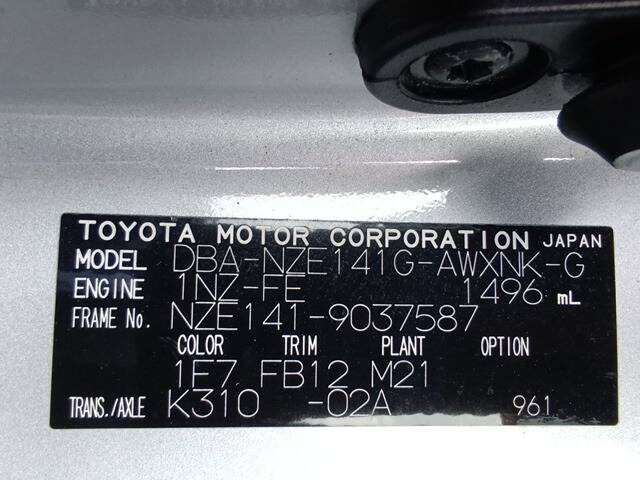 TOYOTA MOTOR CORPORATION JAPAN
MODEL DBA-NZE141G-AWXNK-G
ENGINE 1NZ-FE 1496 mL
FRAME No. NZE141-9037587
COLOR TRIM PLANT OPTION
1E7 FB12 M21
TRANS./AXLE K310 -02A 961